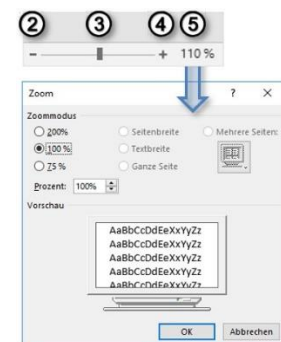 ② ③ ④ ⑤
- + 110 %
Zoom ? ×
Zoommodus
200% Seitenbreite Mehrere Seiten:
100 % Textbreite
75 % Ganze Seite
Prozent: 100%
Vorschau
AaBbCcDdEeXxYyZz
AaBbCcDdEeXxYyZz
AaBbCcDdEeXxYyZz
AaBbCcDdEeXxYyZz
AaBbCcDdEeXxYyZz
OK Abbrechen